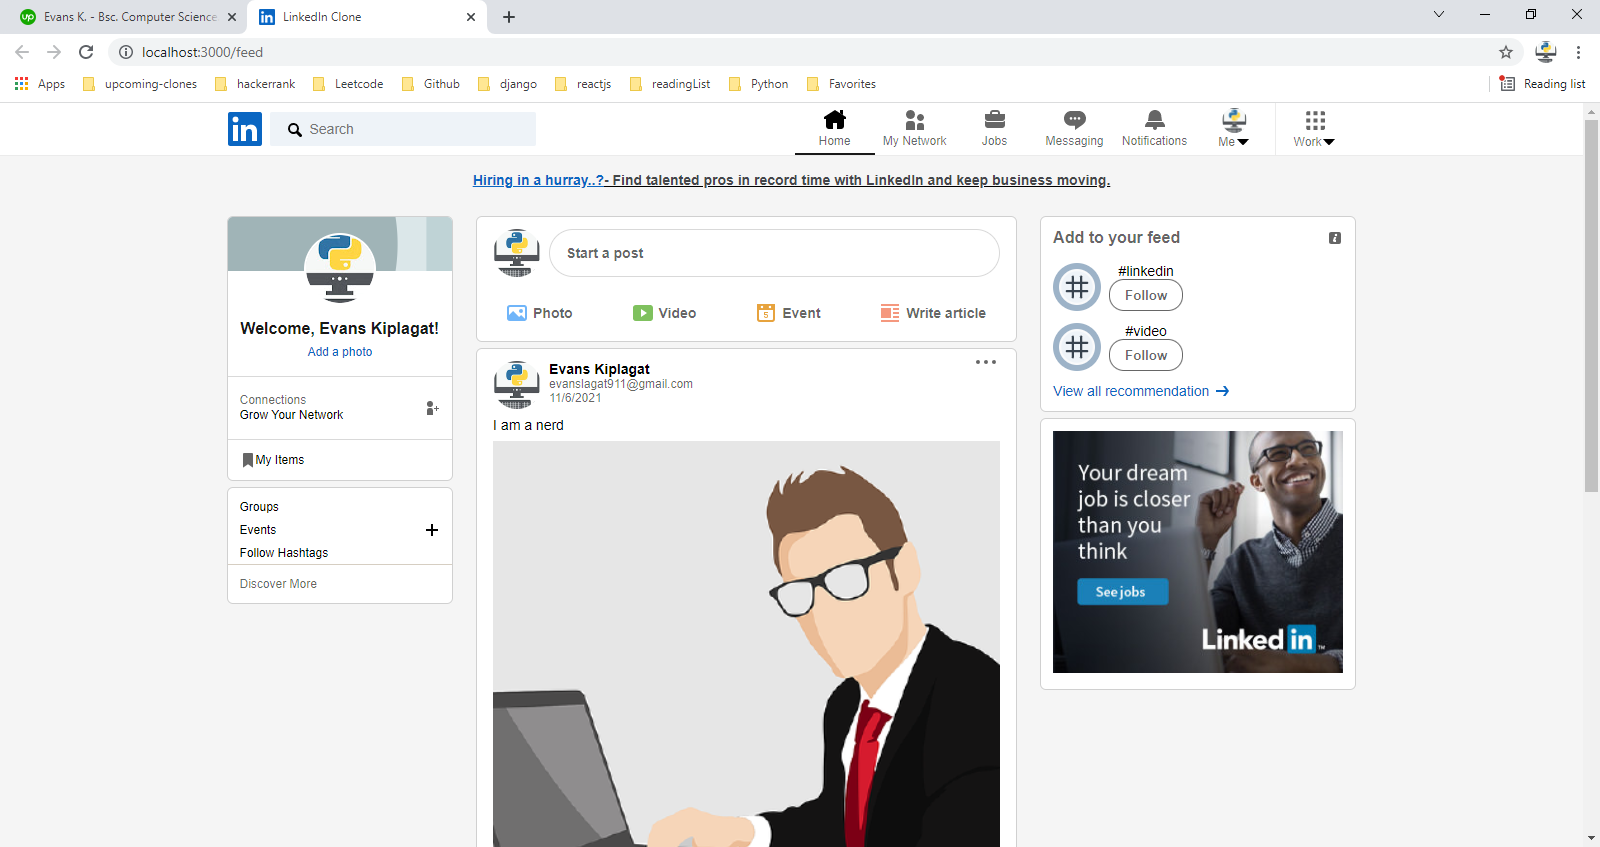 Evans K. - Bsc. Computer Science
LinkedIn Clone
localhost:3000/feed
Apps
upcoming-clones
hackerrank
Leetcode
Github
django
reactjs
readingList
Python
Favorites
Reading list
in
Search
Home
My Network
Jobs
Messaging
Notifications
Me
Work
Hiring in a hurray..?- Find talented pros in record time with LinkedIn and keep business moving.
Welcome, Evans Kiplagat!
Add a photo
Connections
Grow Your Network
My Items
Groups
Events
Follow Hashtags
Discover More
Start a post
Photo
Video
5
Event
Write article
Evans Kiplagat
evanslagat911@gmail.com
11/6/2021
I am a nerd
Add to your feed
#linkedin
Follow
#video
Follow
View all recommendation
Your dream
job is closer
than you
think
See jobs
Linked in ™